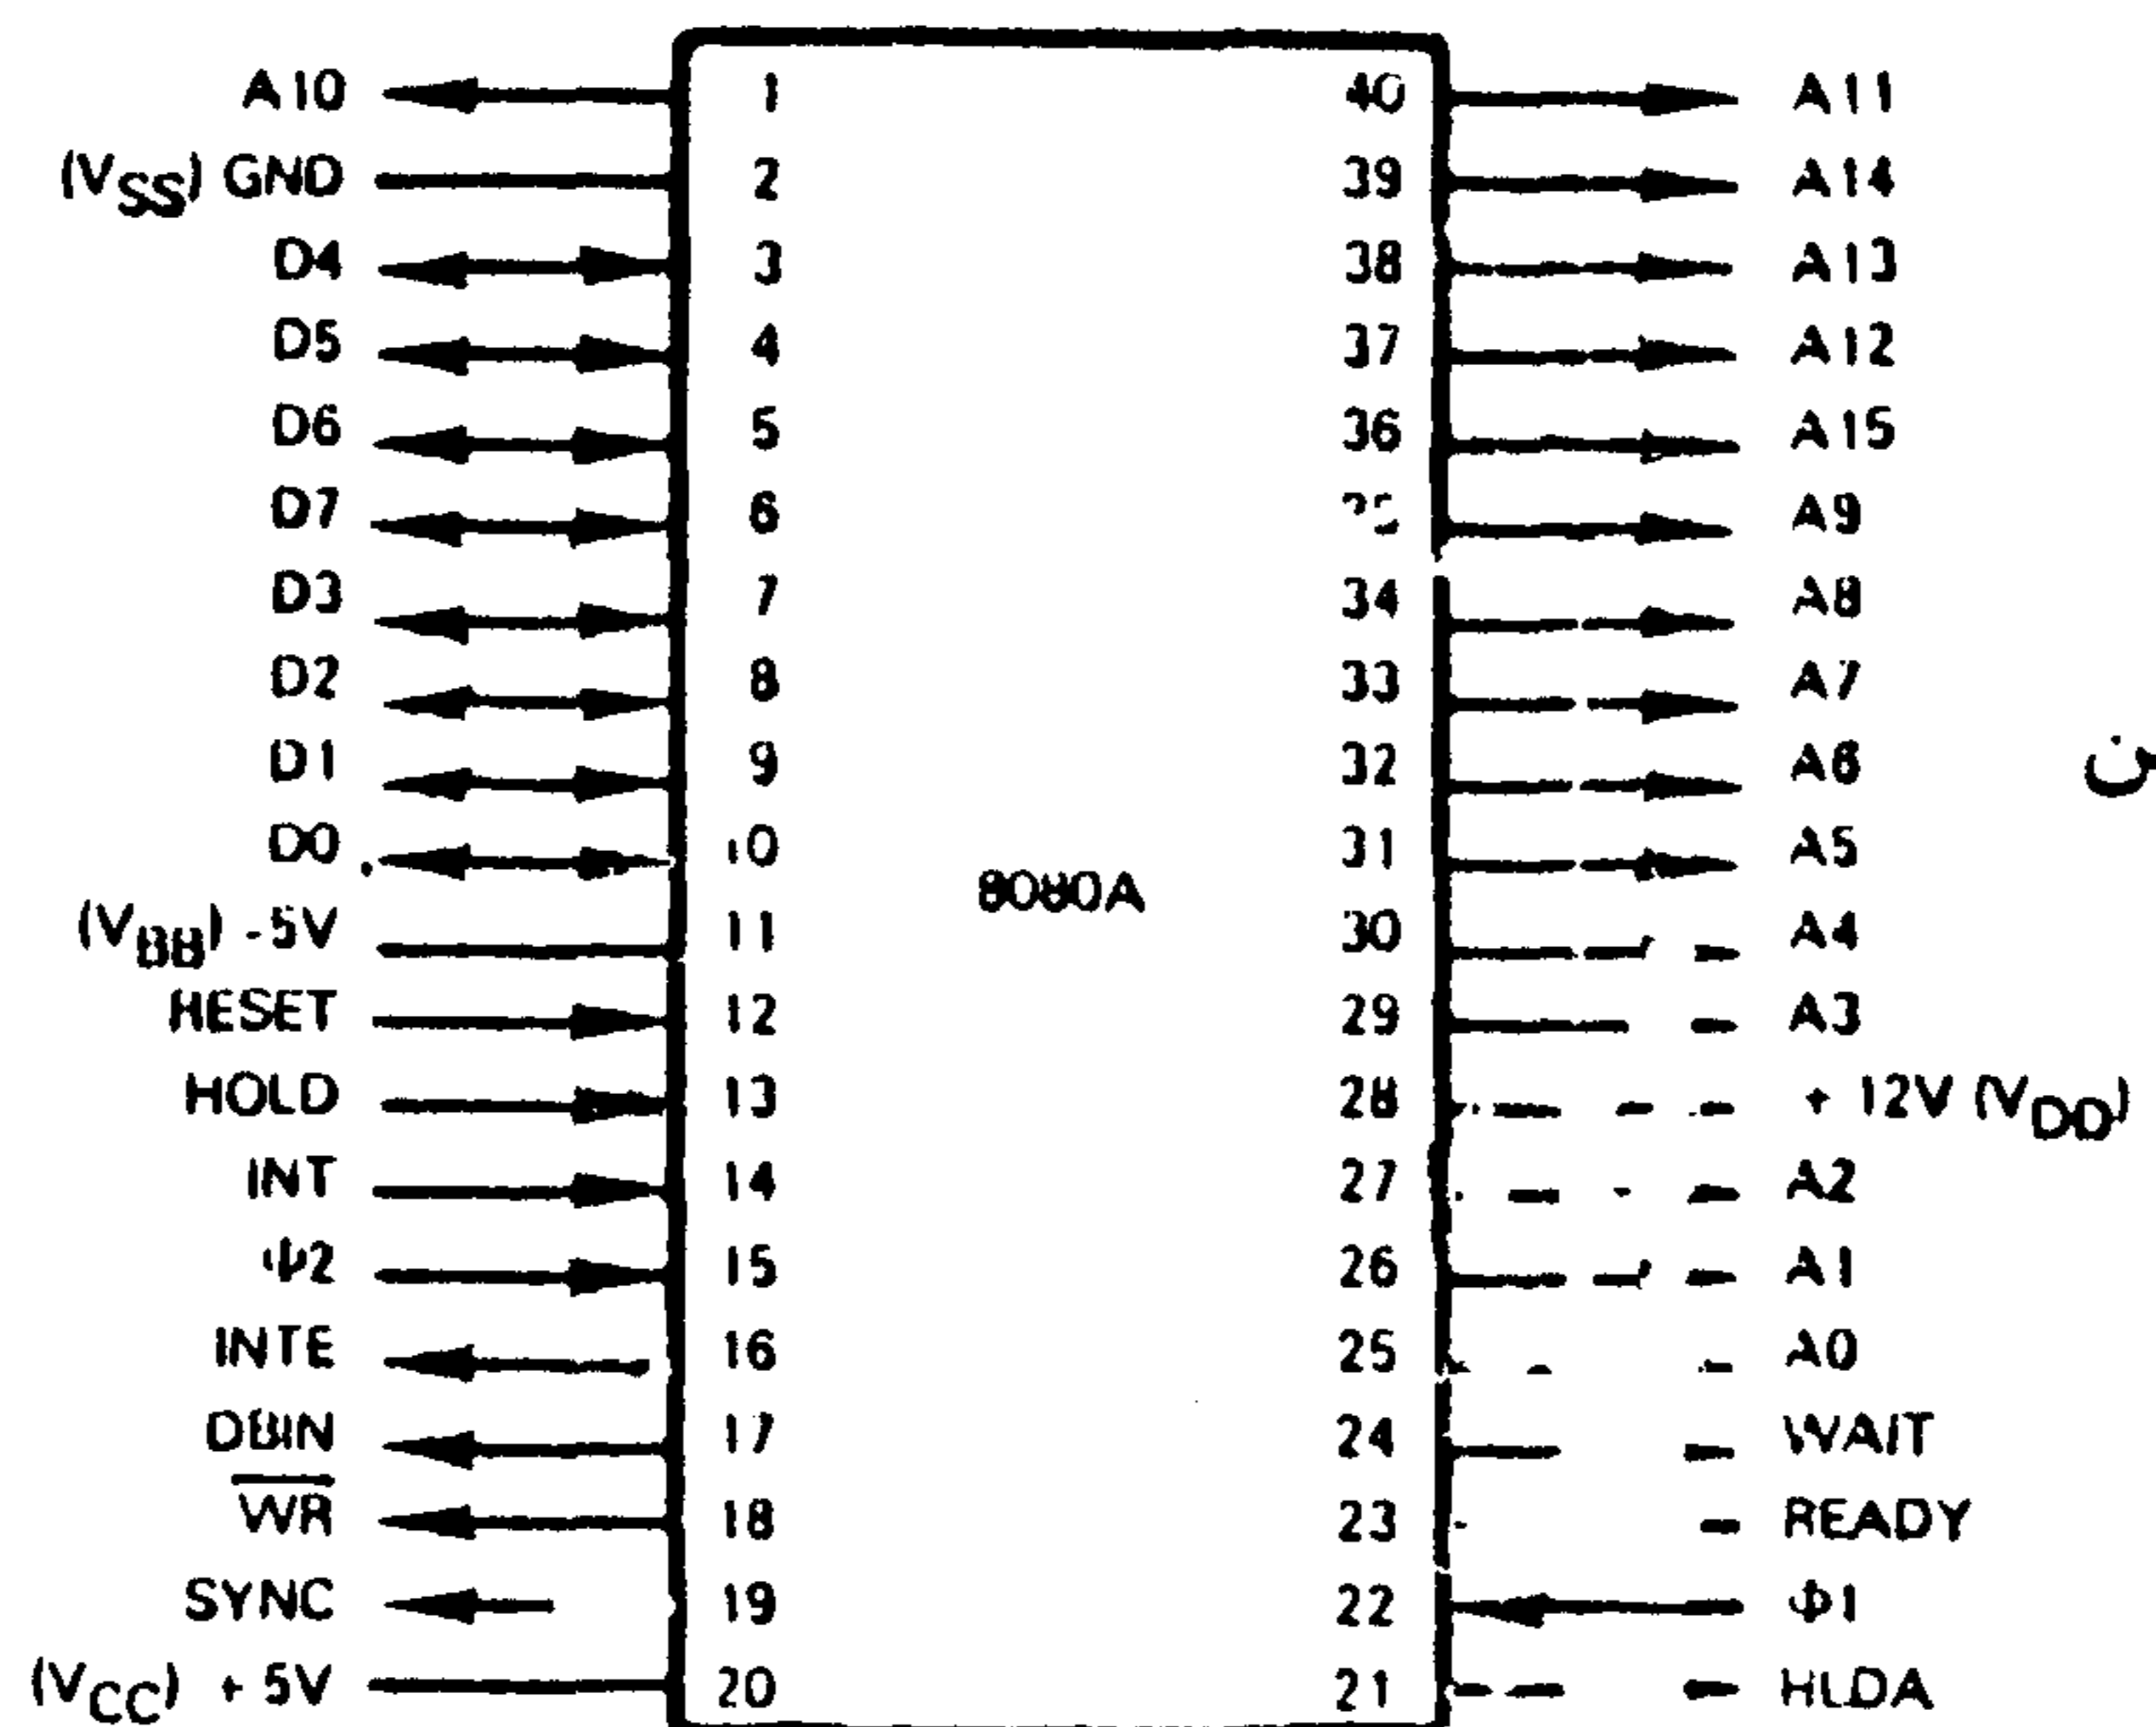 A10 1 40 A11
(VSS) GND 2 39 A14
D4 3 38 A13
D5 4 37 A12
D6 5 36 A15
D7 6 A9
D3 7 34 A8
D2 8 33 A7
D1 9 32 A6
D0 10 31 A5
8080A
(VBB) -5V 11 30 A4
RESET 12 29 A3
HOLD 13 28 + 12V (VDD)
INT 14 27 A2
Φ2 15 26 A1
INTE 16 25 A0
DBIN 17 24 WAIT
W̅R̅ 18 23 READY
SYNC 19 22 Φ1
(VCC) + 5V 20 21 HLDA